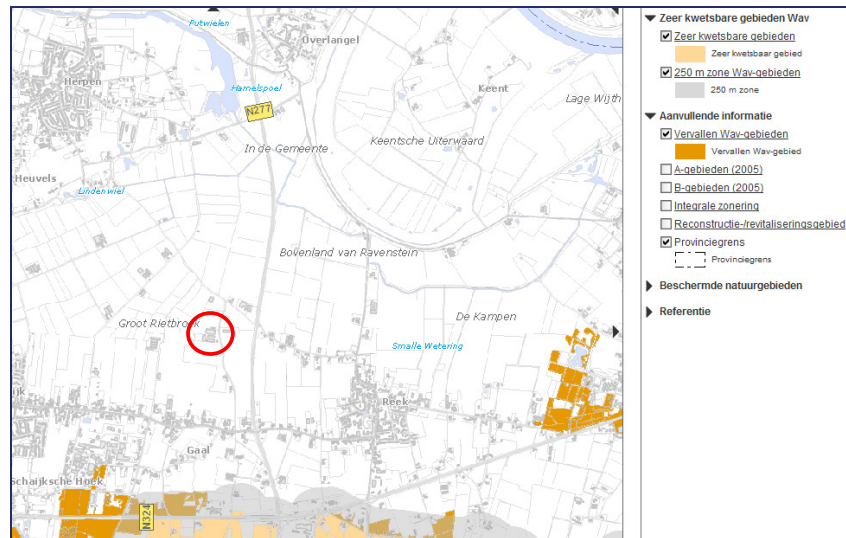 Putwielen
Overlangel
Herpen
Hamelspoel
Keent
Lage Wijth
N277
In de Gemeente
Keentsche Uiterwaard
Heuvels
Lindenwiel
Bovenland van Ravenstein
Groot Rietbroek
De Kampen
Smalle Wetering
ijk
Reek
Gaal
Schaijksche Hoek
N324
Zeer kwetsbare gebieden Wav
Zeer kwetsbare gebieden
Zeer kwetsbaar gebied
250 m zone Wav-gebieden
250 m zone
Aanvullende informatie
Vervallen Wav-gebieden
Vervallen Wav-gebied
A-gebieden (2005)
B-gebieden (2005)
Integrale zonering
Reconstructie-/revitaliseringsgebied
Provinciegrens
Provinciegrens
Beschermde natuurgebieden
Referentie